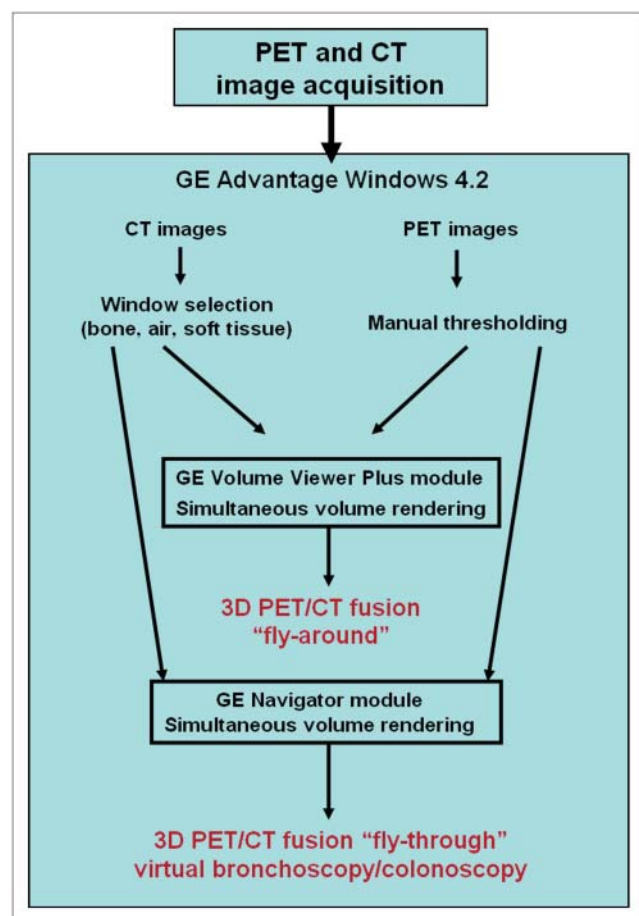 PET and CT
image acquisition
GE Advantage Windows 4.2
CT images
PET images
Window selection
(bone, air, soft tissue)
Manual thresholding
GE Volume Viewer Plus module
Simultaneous volume rendering
3D PET/CT fusion
“fly-around”
GE Navigator module
Simultaneous volume rendering
3D PET/CT fusion “fly-through”
virtual bronchoscopy/colonoscopy